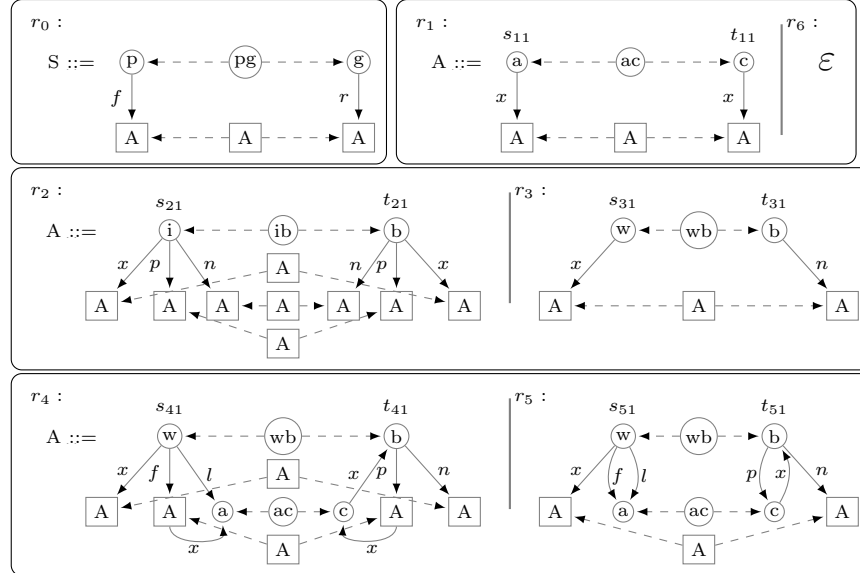 r0 : r1 : r6 :
s11 t11
S ::= p pg g A ::= a ac c ε
f r x x
A A A A A A
r2 : r3 :
s21 t21 s31 t31
A ::= i ib b w wb b
x p n A n p x x n
A A A A A A A A A A
A
r4 : r5 :
s41 t41 s51 t51
A ::= w wb b w wb b
x f l A x p n x f l p x n
A A a ac c A A A a ac c A
x A x A